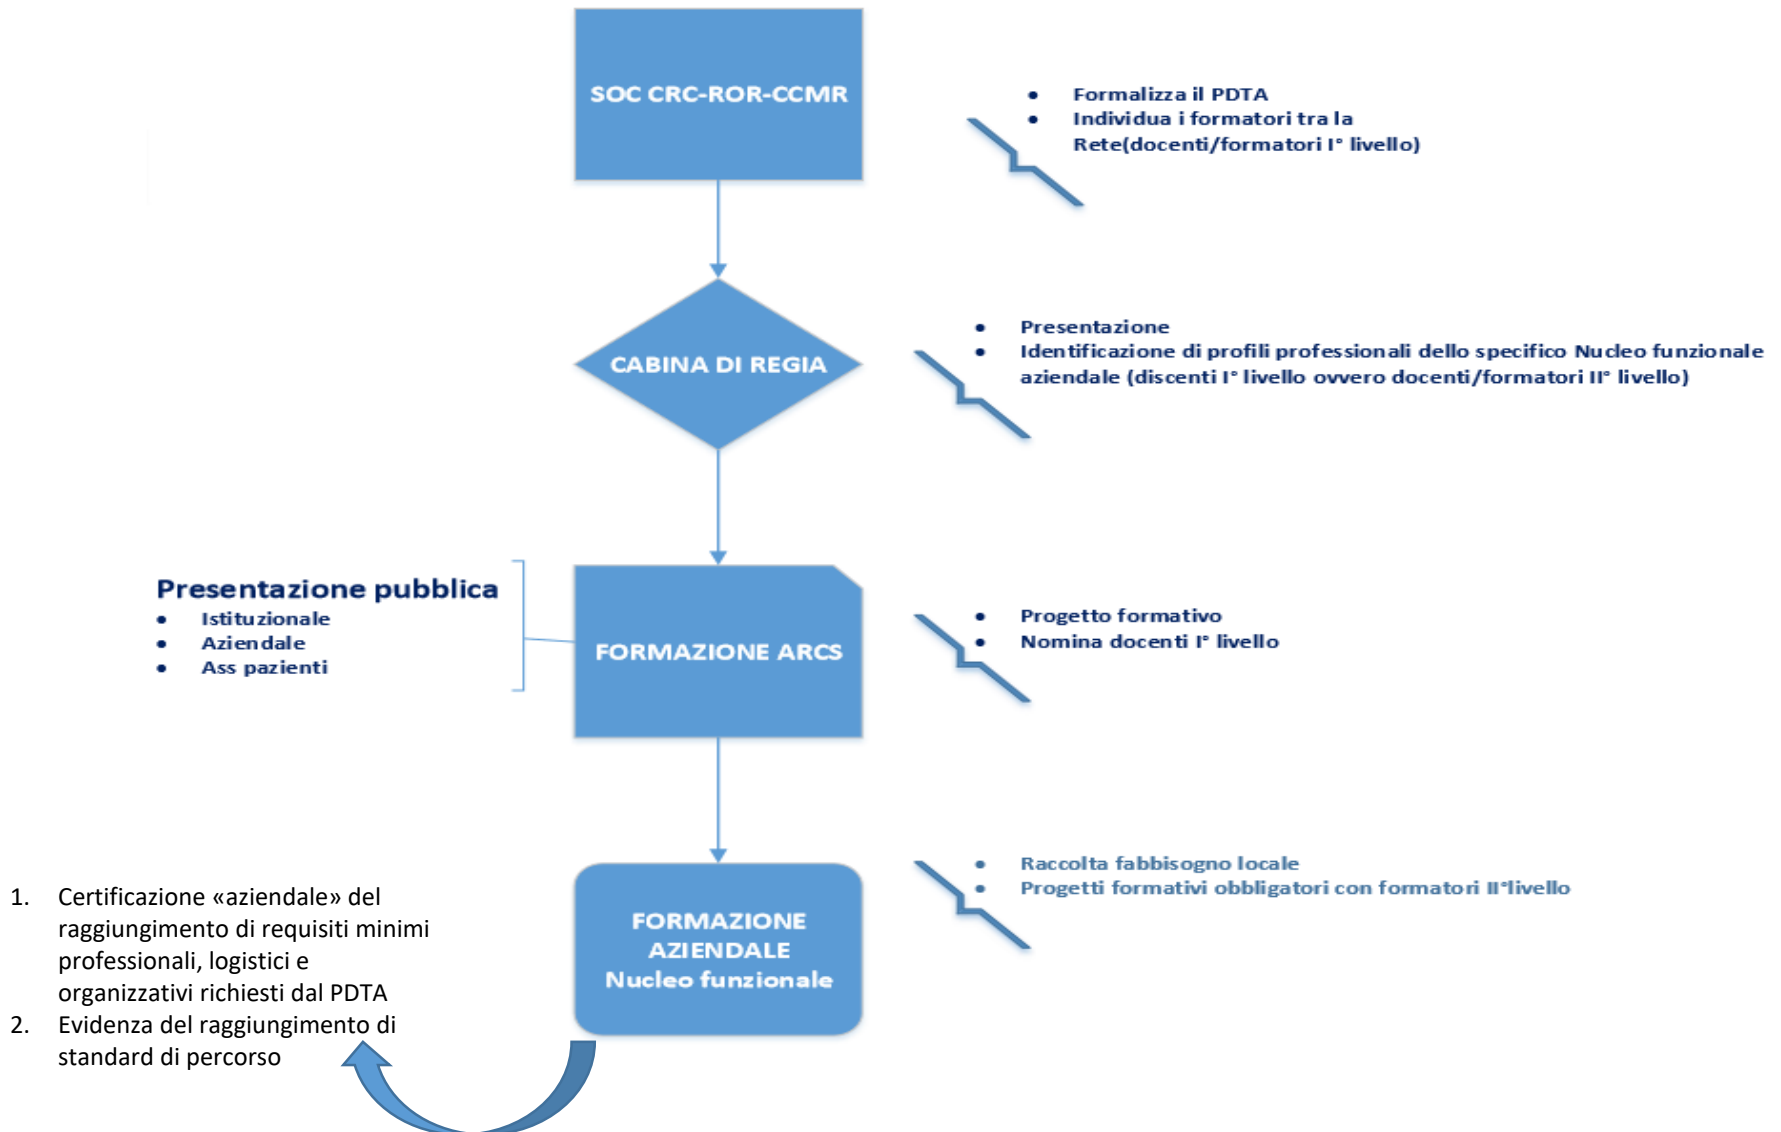 SOC CRC-ROR-CCMR
• Formalizza il PDTA
• Individua i formatori tra la
Rete(docenti/formatori I° livello)
CABINA DI REGIA
• Presentazione
• Identificazione di profili professionali dello specifico Nucleo funzionale
aziendale (discenti I° livello ovvero docenti/formatori II° livello)
Presentazione pubblica
• Istituzionale
• Aziendale
• Ass pazienti
FORMAZIONE ARCS
• Progetto formativo
• Nomina docenti I° livello
FORMAZIONE
AZIENDALE
Nucleo funzionale
• Raccolta fabbisogno locale
• Progetti formativi obbligatori con formatori II°livello
1. Certificazione «aziendale» del
raggiungimento di requisiti minimi
professionali, logistici e
organizzativi richiesti dal PDTA
2. Evidenza del raggiungimento di
standard di percorso